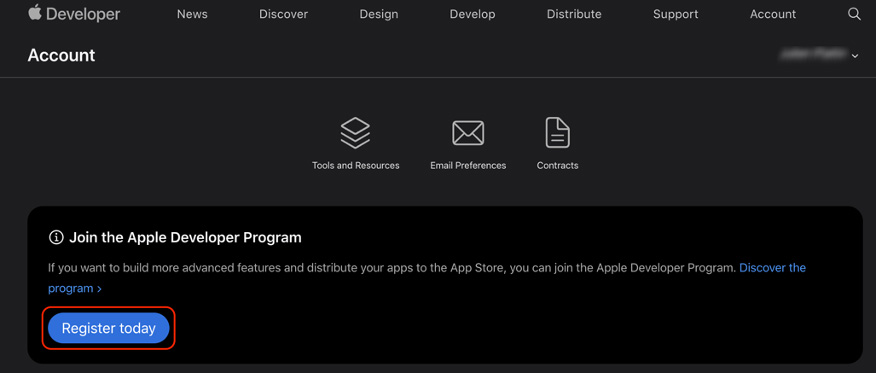 Developer
News
Discover
Design
Develop
Distribute
Support
Account
Account
Tools and Resources
Email Preferences
Contracts
Join the Apple Developer Program
If you want to build more advanced features and distribute your apps to the App Store, you can join the Apple Developer Program. Discover the
program ›
Register today